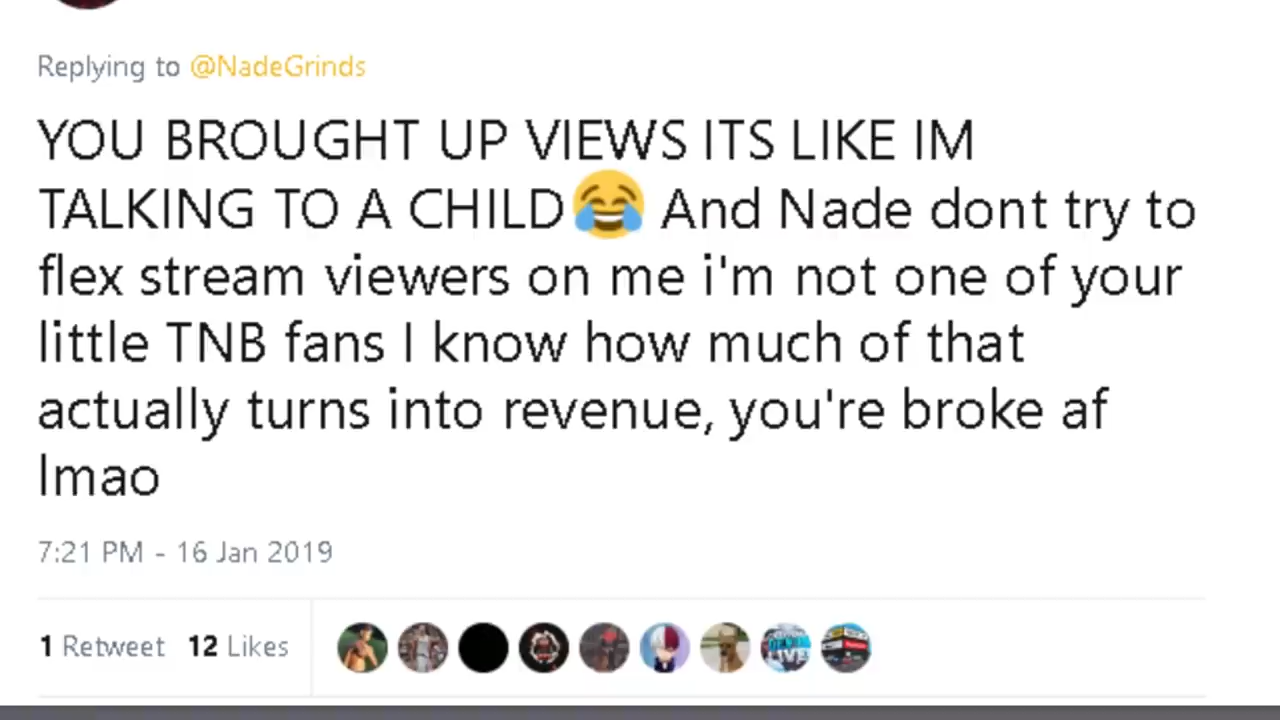 Replying to @NadeGrinds
YOU BROUGHT UP VIEWS ITS LIKE IM
TALKING TO A CHILD😂 And Nade dont try to
flex stream viewers on me i'm not one of your
little TNB fans I know how much of that
actually turns into revenue, you're broke af
lmao
7:21 PM - 16 Jan 2019
1 Retweet 12 Likes